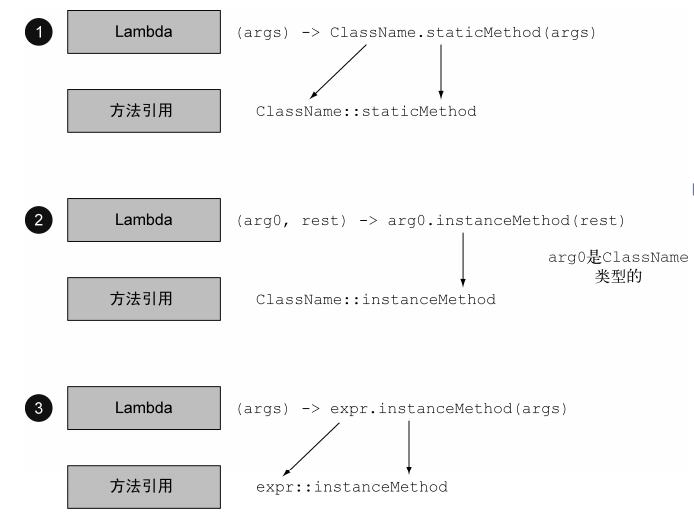 1 Lambda (args) -> ClassName.staticMethod(args)
方法引用 ClassName::staticMethod
2 Lambda (arg0, rest) -> arg0.instanceMethod(rest)
arg0是ClassName
类型的
方法引用 ClassName::instanceMethod
3 Lambda (args) -> expr.instanceMethod(args)
方法引用 expr::instanceMethod